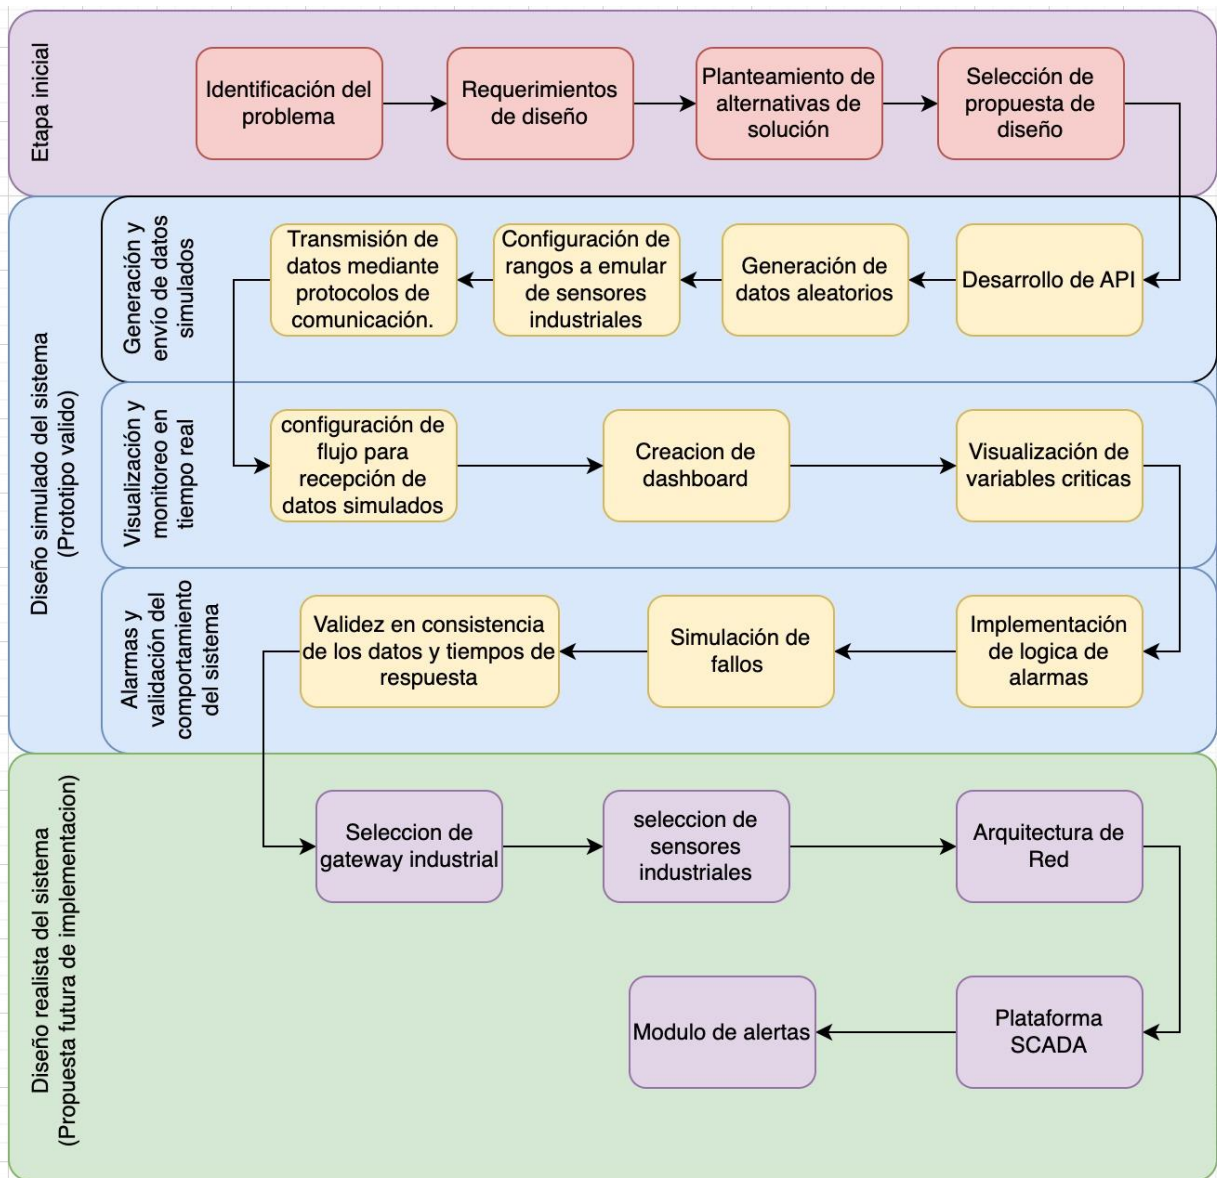 Etapa inicial
Identificación del
problema
Requerimientos
de diseño
Planteamiento de
alternativas de
solución
Selección de
propuesta de
diseño
Diseño simulado del sistema
(Prototipo valido)
Generación y
envío de datos
simulados
Transmisión de
datos mediante
protocolos de
comunicación.
Configuración de
rangos a emular
de sensores
industriales
Generación de
datos aleatorios
Desarrollo de API
Visualización y
monitoreo en
tiempo real
configuración de
flujo para
recepción de
datos simulados
Creacion de
dashboard
Visualización de
variables criticas
Alarmas y
validación del
comportamiento
del sistema
Validez en consistencia
de los datos y tiempos de
respuesta
Simulación de
fallos
Implementación
de logica de
alarmas
Diseño realista del sistema
(Propuesta futura de implementacion)
Seleccion de
gateway industrial
seleccion de
sensores
industriales
Arquitectura de
Red
Modulo de alertas
Plataforma
SCADA